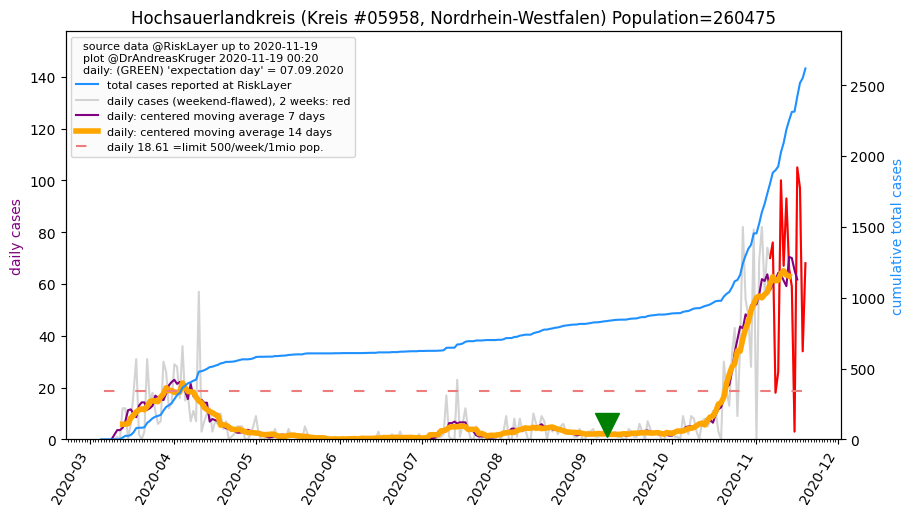 Hochsauerlandkreis (Kreis #05958, Nordrhein-Westfalen) Population=260475
source data @RiskLayer up to 2020-11-19
plot @DrAndreasKruger 2020-11-19 00:20
daily: (GREEN) 'expectation day' = 07.09.2020
total cases reported at RiskLayer
daily cases (weekend-flawed), 2 weeks: red
daily: centered moving average 7 days
daily: centered moving average 14 days
daily 18.61 =limit 500/week/1mio pop.
daily cases
140
120
100
80
60
40
20
0
cumulative total cases
2500
2000
1500
1000
500
0
2020-03
2020-04
2020-05
2020-06
2020-07
2020-08
2020-09
2020-10
2020-11
2020-12